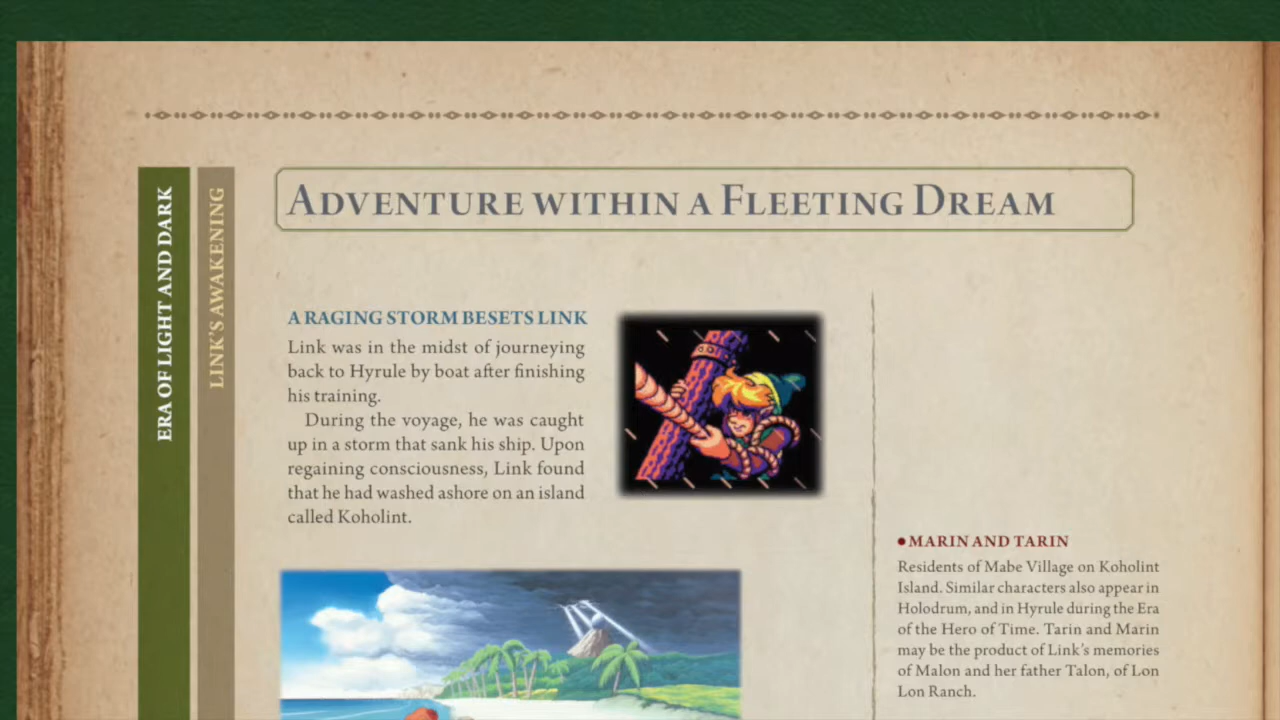 ERA OF LIGHT AND DARK
LINK'S AWAKENING
ADVENTURE WITHIN A FLEETING DREAM
A RAGING STORM BESETS LINK
Link was in the midst of journeying
back to Hyrule by boat after finishing
his training.
During the voyage, he was caught
up in a storm that sank his ship. Upon
regaining consciousness, Link found
that he had washed ashore on an island
called Koholint.
•MARIN AND TARIN
Residents of Mabe Village on Koholint
Island. Similar characters also appear in
Holodrum, and in Hyrule during the Era
of the Hero of Time. Tarin and Marin
may be the product of Link's memories
of Malon and her father Talon, of Lon
Lon Ranch.